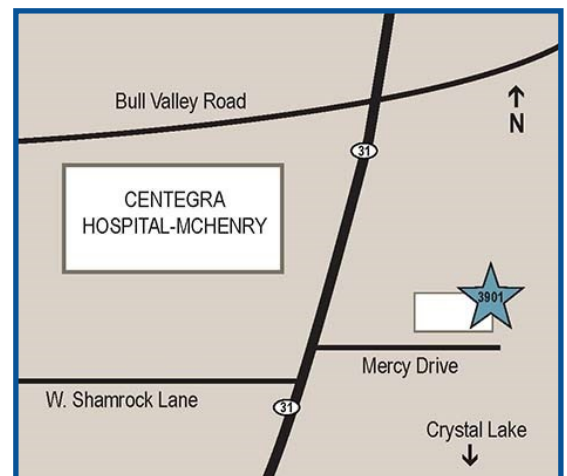 Bull Valley Road
N
31
CENTEGRA
HOSPITAL-MCHENRY
3901
Mercy Drive
W. Shamrock Lane
31
Crystal Lake